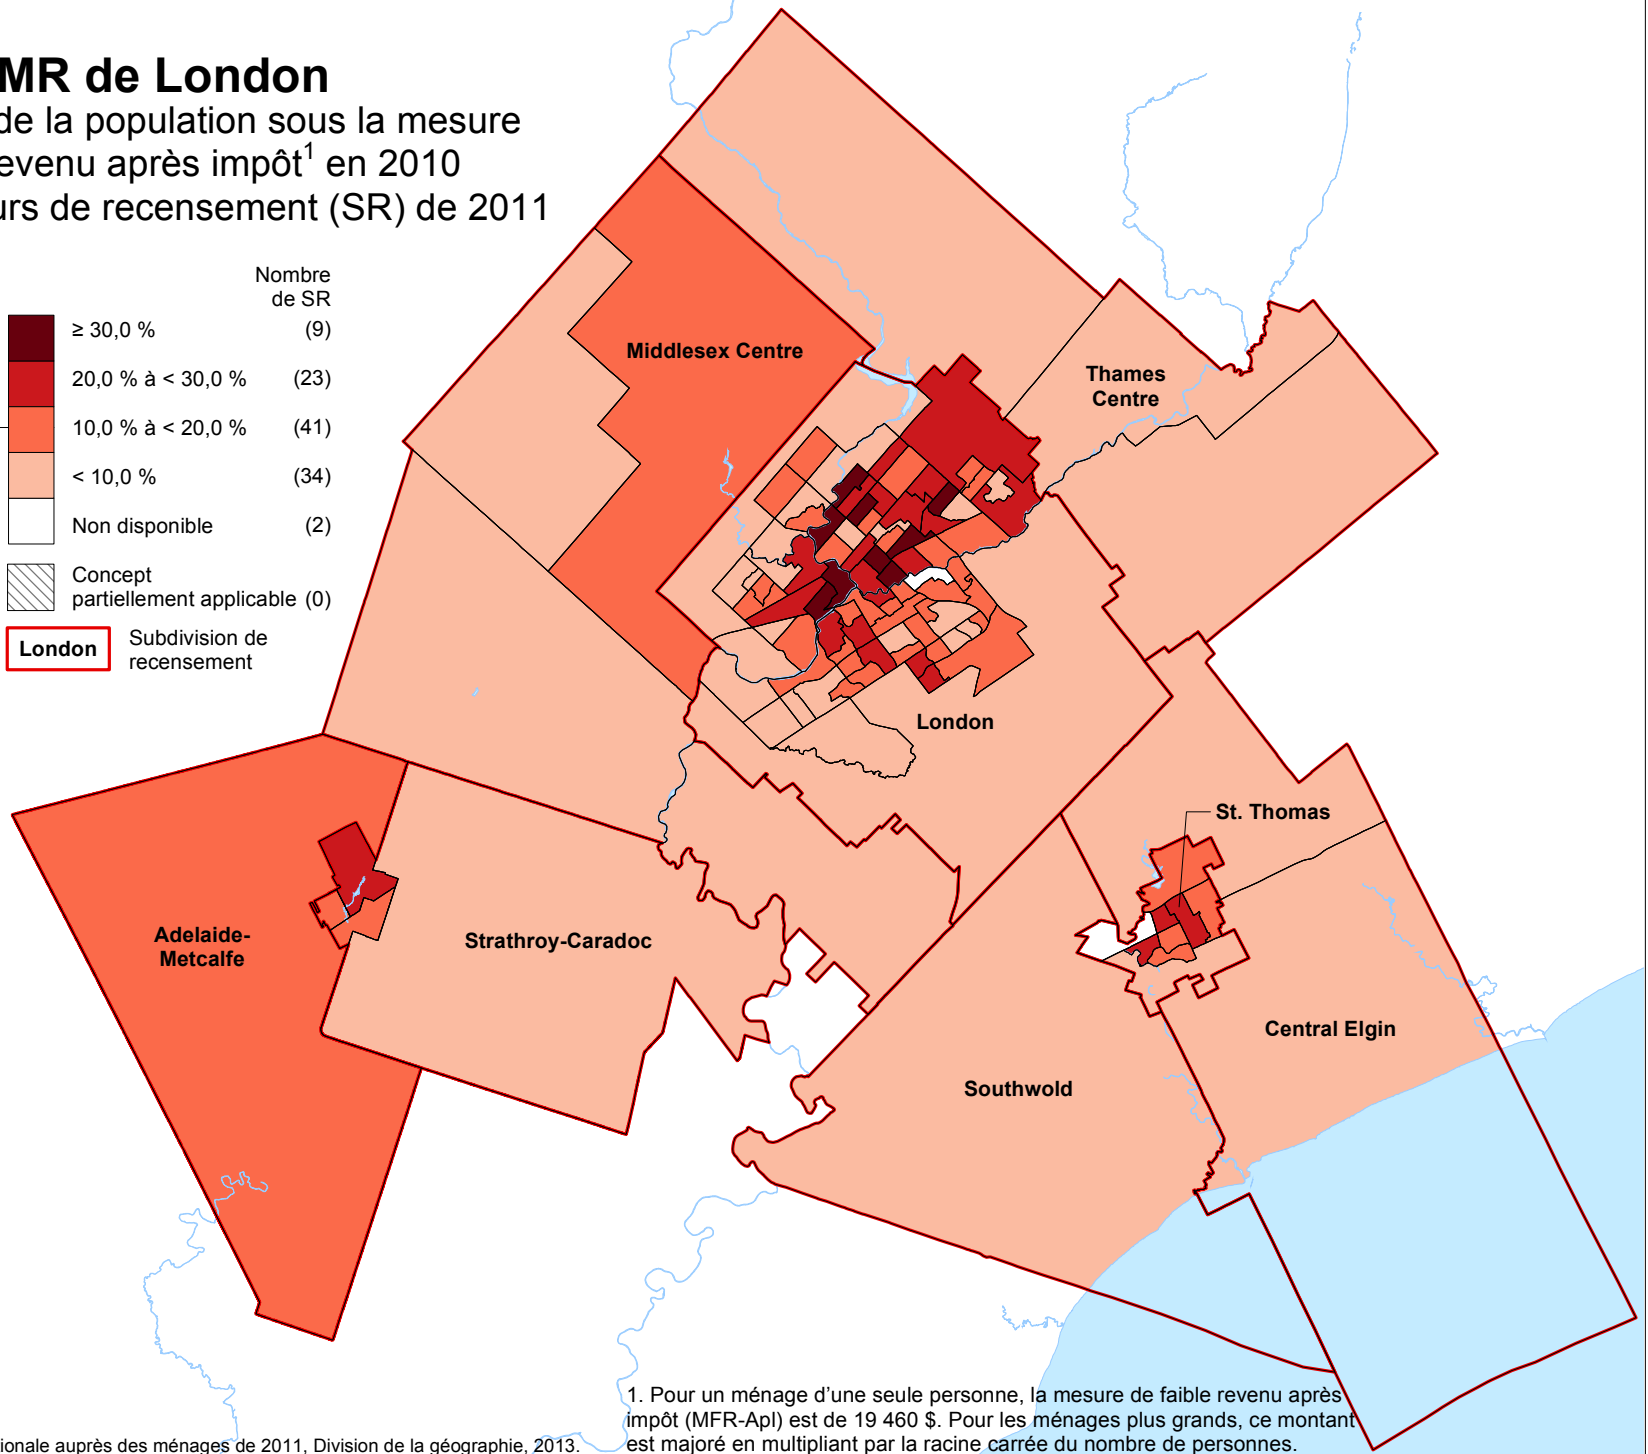 MR de London
de la population sous la mesure
evenu après impôt¹ en 2010
urs de recensement (SR) de 2011
Nombre
de SR
≥ 30,0 % (9)
20,0 % à < 30,0 % (23)
10,0 % à < 20,0 % (41)
< 10,0 % (34)
Non disponible (2)
Concept
partiellement applicable (0)
London
Subdivision de
recensement
Middlesex Centre
Thames
Centre
London
St. Thomas
Adelaide-
Metcalfe
Strathroy-Caradoc
Central Elgin
Southwold
1. Pour un ménage d'une seule personne, la mesure de faible revenu après
impôt (MFR-ApI) est de 19 460 $. Pour les ménages plus grands, ce montant
est majoré en multipliant par la racine carrée du nombre de personnes.
ionale auprès des ménages de 2011, Division de la géographie, 2013.